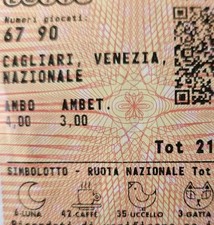 Numeri giocati:
67 90
CAGLIARI, VENEZIA,
NAZIONALE
AMBO AMBET.
4,00 3,00
Tot 21
SIMBOLOTTO - RUOTA NAZIONALE Tot
6 LUNA 42 CAFFE' 35 UCCELLO 3 GATTA